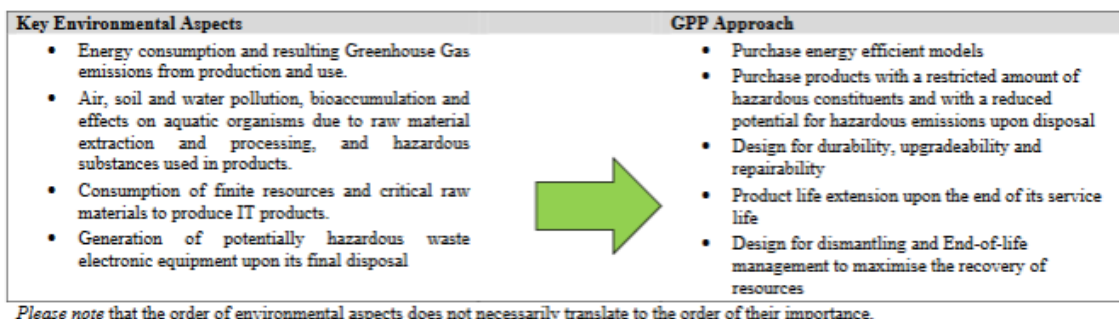 Key Environmental Aspects
• Energy consumption and resulting Greenhouse Gas
emissions from production and use.
• Air, soil and water pollution, bioaccumulation and
effects on aquatic organisms due to raw material
extraction and processing, and hazardous
substances used in products.
• Consumption of finite resources and critical raw
materials to produce IT products.
• Generation of potentially hazardous waste
electronic equipment upon its final disposal
GPP Approach
• Purchase energy efficient models
• Purchase products with a restricted amount of
hazardous constituents and with a reduced
potential for hazardous emissions upon disposal
• Design for durability, upgradeability and
repairability
• Product life extension upon the end of its service
life
• Design for dismantling and End-of-life
management to maximise the recovery of
resources
Please note that the order of environmental aspects does not necessarily translate to the order of their importance.